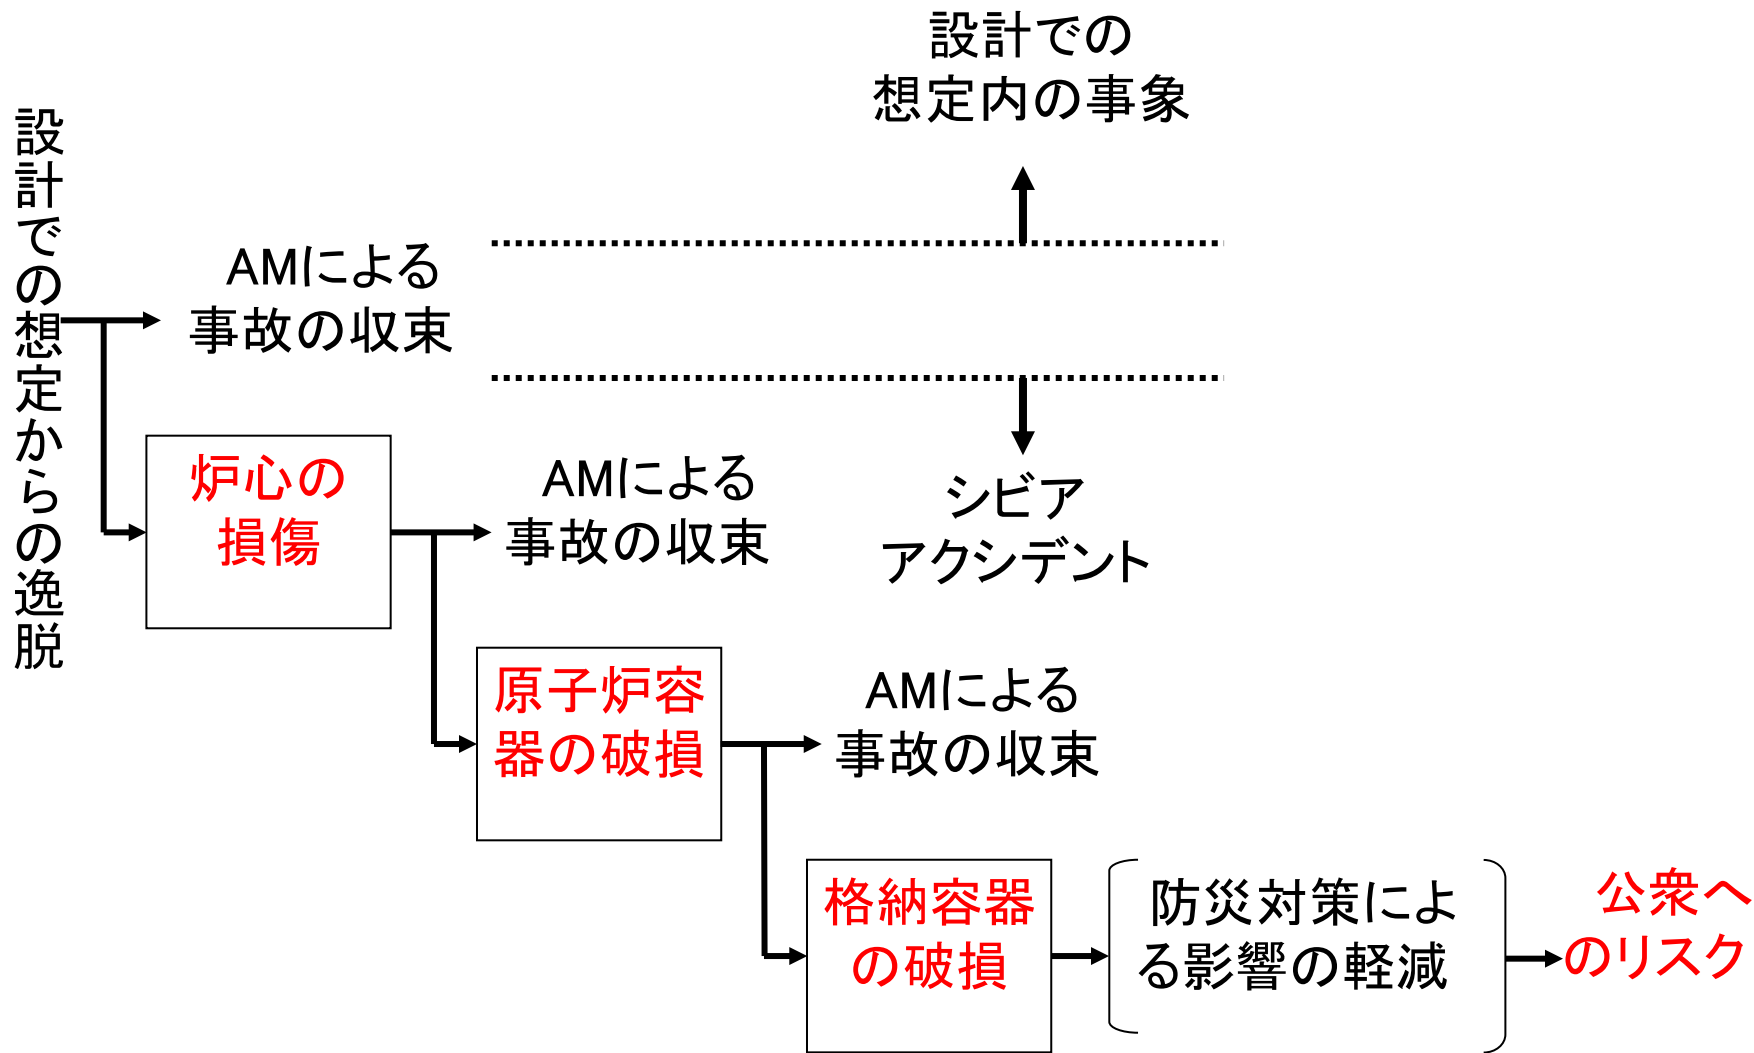 設計での
想定内の事象
設計での想定からの逸脱
AMによる
事故の収束
炉心の
損傷
AMによる
事故の収束
シビア
アクシデント
原子炉容
器の破損
AMによる
事故の収束
格納容器
の破損
防災対策によ
る影響の軽減
公衆へ
のリスク